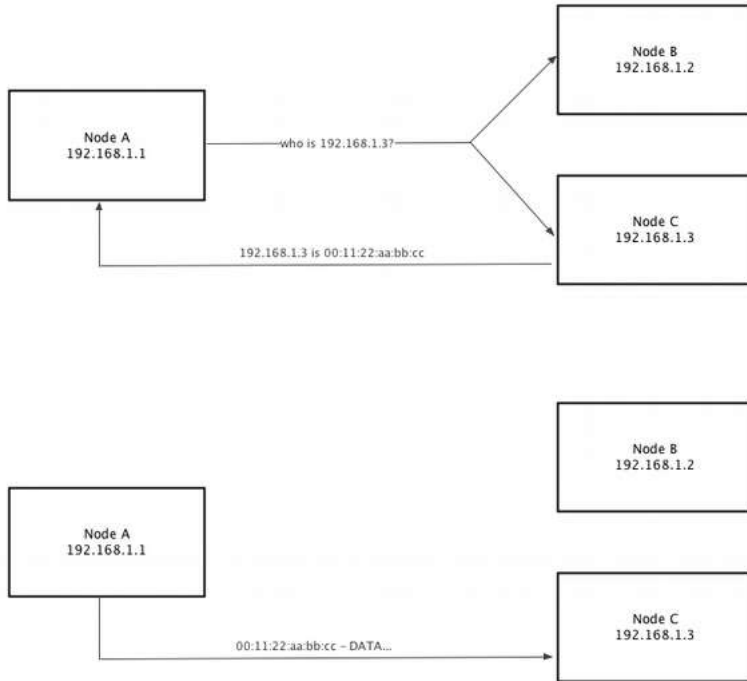 Node B
192.168.1.2
Node A
192.168.1.1
who is 192.168.1.3?
Node C
192.168.1.3
192.168.1.3 is 00:11:22:aa:bb:cc
Node B
192.168.1.2
Node A
192.168.1.1
Node C
192.168.1.3
00:11:22:aa:bb:cc – DATA...